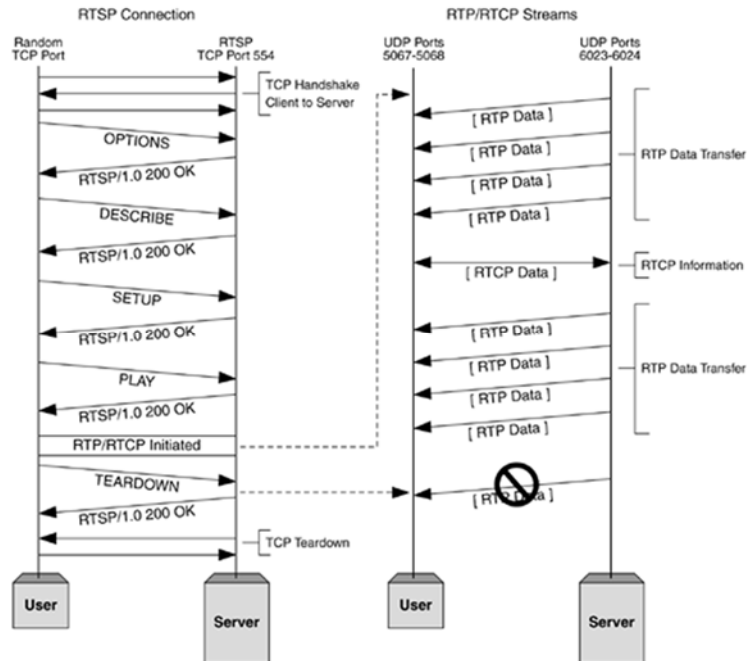 RTSP Connection
RTP/RTCP Streams
Random
TCP Port
RTSP
TCP Port 554
UDP Ports
5067-5068
UDP Ports
6023-6024
TCP Handshake
Client to Server
OPTIONS
RTSP/1.0 200 OK
DESCRIBE
RTSP/1.0 200 OK
SETUP
RTSP/1.0 200 OK
PLAY
RTSP/1.0 200 OK
RTP/RTCP Initiated
TEARDOWN
RTSP/1.0 200 OK
TCP Teardown
User
Server
[ RTP Data ]
[ RTP Data ]
[ RTP Data ]
[ RTP Data ]
RTP Data Transfer
[ RTCP Data ]
RTCP Information
[ RTP Data ]
[ RTP Data ]
[ RTP Data ]
[ RTP Data ]
RTP Data Transfer
[ RTP Data ]
User
Server